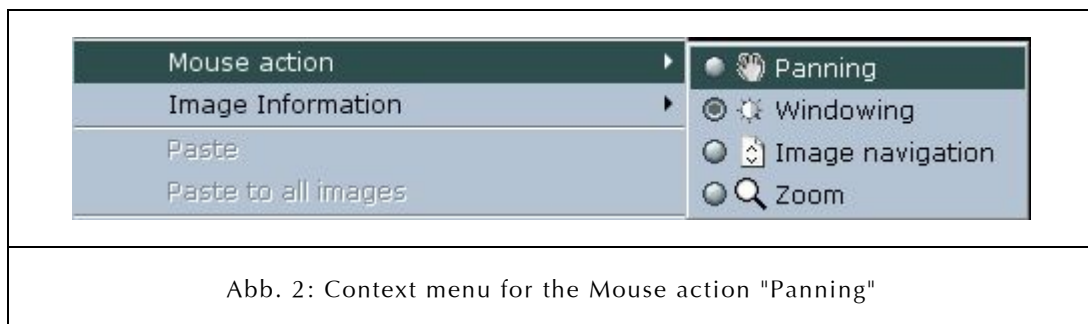 Mouse action
Image Information
Paste
Paste to all images
Panning
Windowing
Image navigation
Zoom
Abb. 2: Context menu for the Mouse action "Panning"